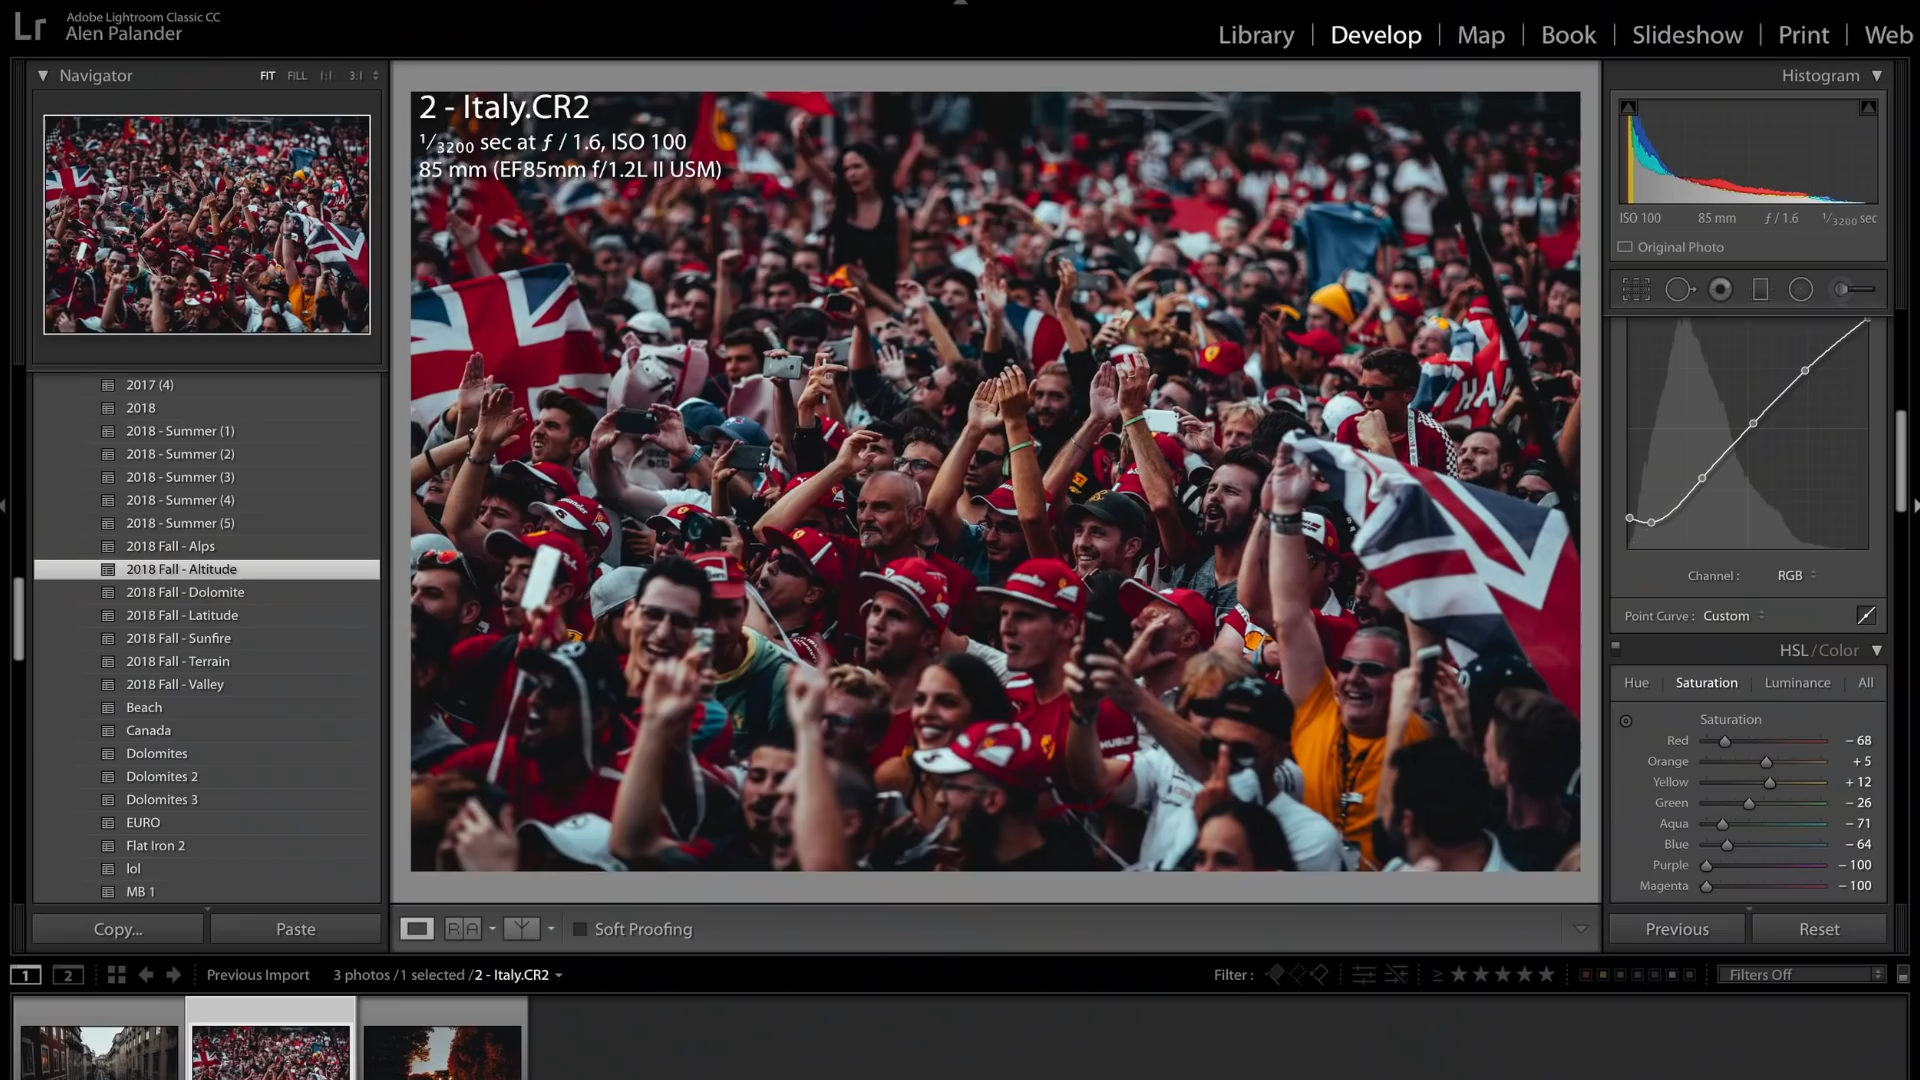 Lr
Adobe Lightroom Classic CC
Alen Palander
Library | Develop | Map | Book | Slideshow | Print | Web
Navigator
FIT FILL 1:1 3:1
2017 (4)
2018
2018 - Summer (1)
2018 - Summer (2)
2018 - Summer (3)
2018 - Summer (4)
2018 - Summer (5)
2018 Fall - Alps
2018 Fall - Altitude
2018 Fall - Dolomite
2018 Fall - Latitude
2018 Fall - Sunfire
2018 Fall - Terrain
2018 Fall - Valley
Beach
Canada
Dolomites
Dolomites 2
Dolomites 3
EURO
Flat Iron 2
lol
MB 1
Copy...
Paste
2 - Italy.CR2
1/3200 sec at ƒ / 1.6, ISO 100
85 mm (EF85mm f/1.2L II USM)
HA!
HUBLOT
RA
Soft Proofing
Histogram
ISO 100 85 mm ƒ / 1.6 1/3200 sec
Original Photo
Channel : RGB
Point Curve : Custom
HSL / Color
Hue Saturation Luminance All
Saturation
Red - 68
Orange + 5
Yellow + 12
Green - 26
Aqua - 71
Blue - 64
Purple - 100
Magenta - 100
Previous
Reset
1 2 Previous Import 3 photos / 1 selected / 2 - Italy.CR2
Filter : ≥ ★★★★★ Filters Off